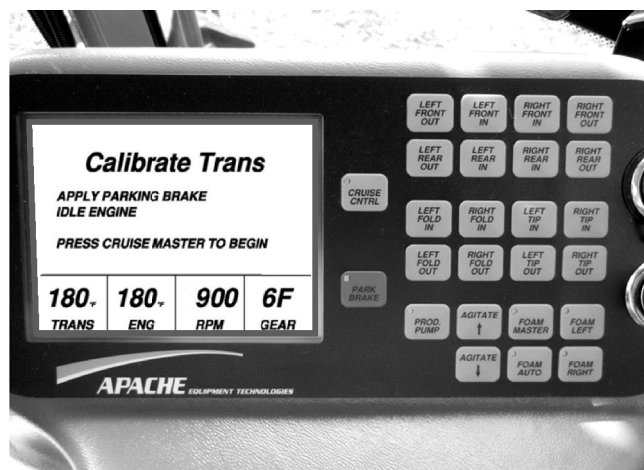 Calibrate Trans
APPLY PARKING BRAKE
IDLE ENGINE
PRESS CRUISE MASTER TO BEGIN
180°F 180°F 900 6F
TRANS ENG RPM GEAR
APACHE EQUIPMENT TECHNOLOGIES
CRUISE
CNTRL
PARK
BRAKE
LEFT
FRONT
OUT
LEFT
FRONT
IN
RIGHT
FRONT
IN
RIGHT
FRONT
OUT
LEFT
REAR
OUT
LEFT
REAR
IN
RIGHT
REAR
IN
RIGHT
REAR
OUT
LEFT
FOLD
IN
RIGHT
FOLD
IN
LEFT
TIP
IN
RIGHT
TIP
IN
LEFT
FOLD
OUT
RIGHT
FOLD
OUT
LEFT
TIP
OUT
RIGHT
TIP
OUT
PROD.
PUMP
AGITATE
↑
FOAM
MASTER
FOAM
LEFT
AGITATE
↓
FOAM
AUTO
FOAM
RIGHT